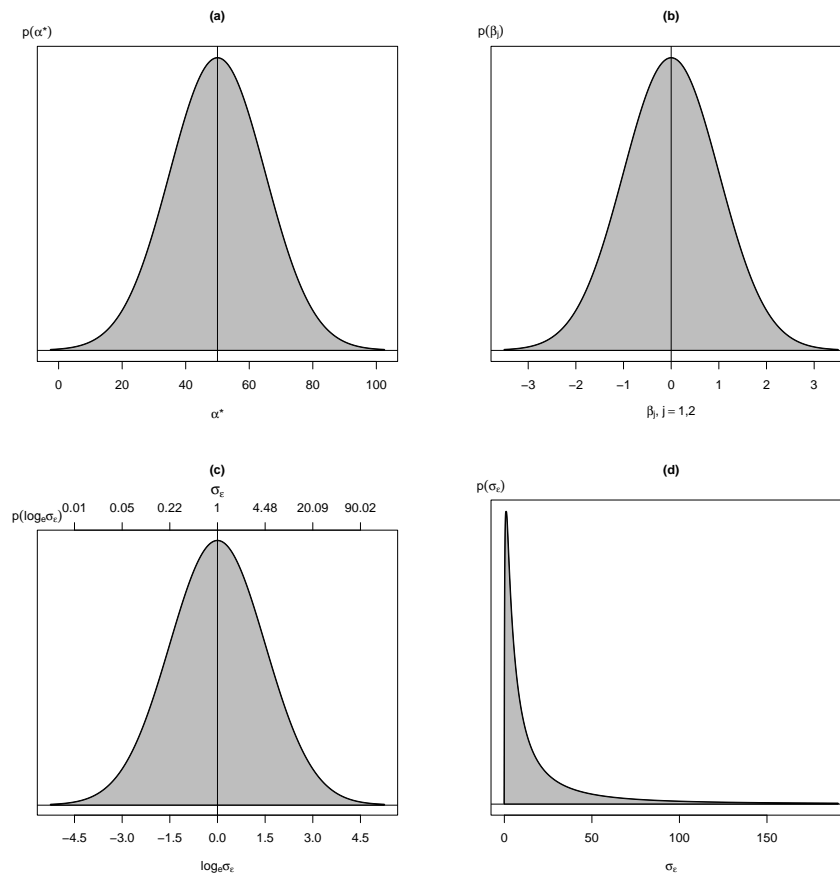 (a)
p(α*)
0 20 40 60 80 100
α*
(b)
p(βj)
−3 −2 −1 0 1 2 3
βj, j = 1,2
(c)
σε
p(logeσε)
0.01 0.05 0.22 1 4.48 20.09 90.02
−4.5 −3.0 −1.5 0.0 1.5 3.0 4.5
logeσε
(d)
p(σε)
0 50 100 150
σε